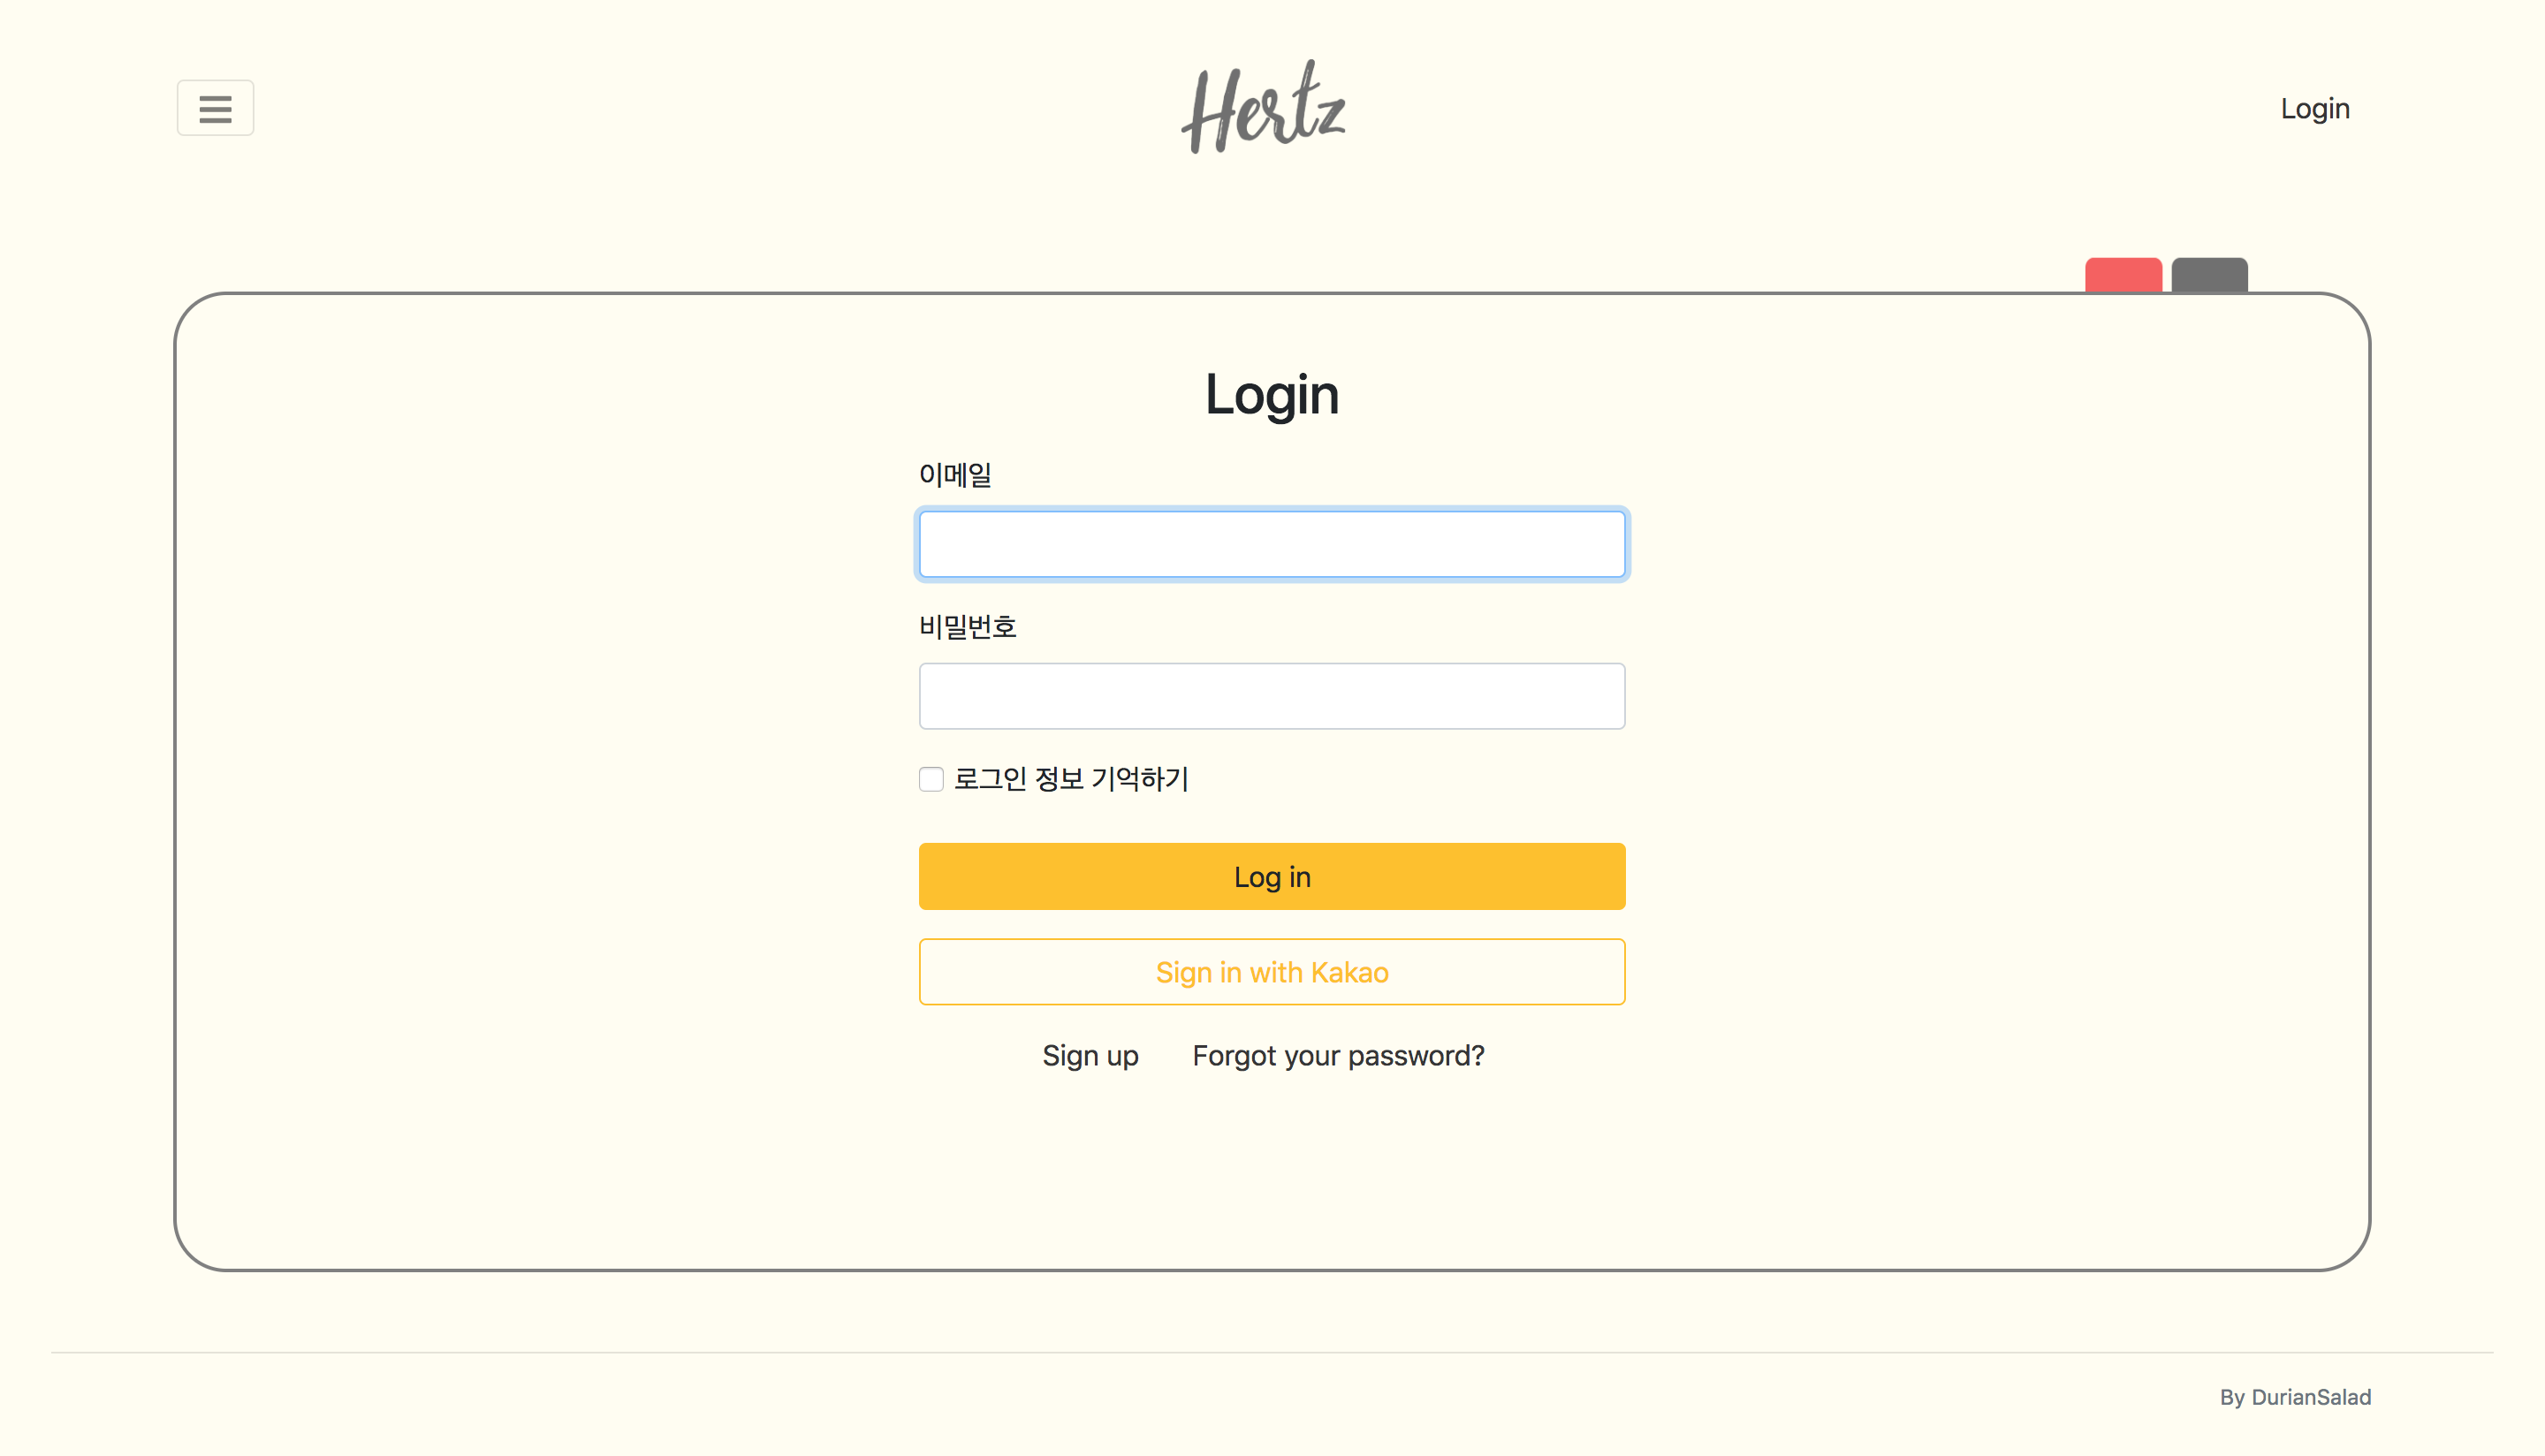 Hertz
Login
Login
이메일
비밀번호
로그인 정보 기억하기
Log in
Sign in with Kakao
Sign up Forgot your password?
By DurianSalad